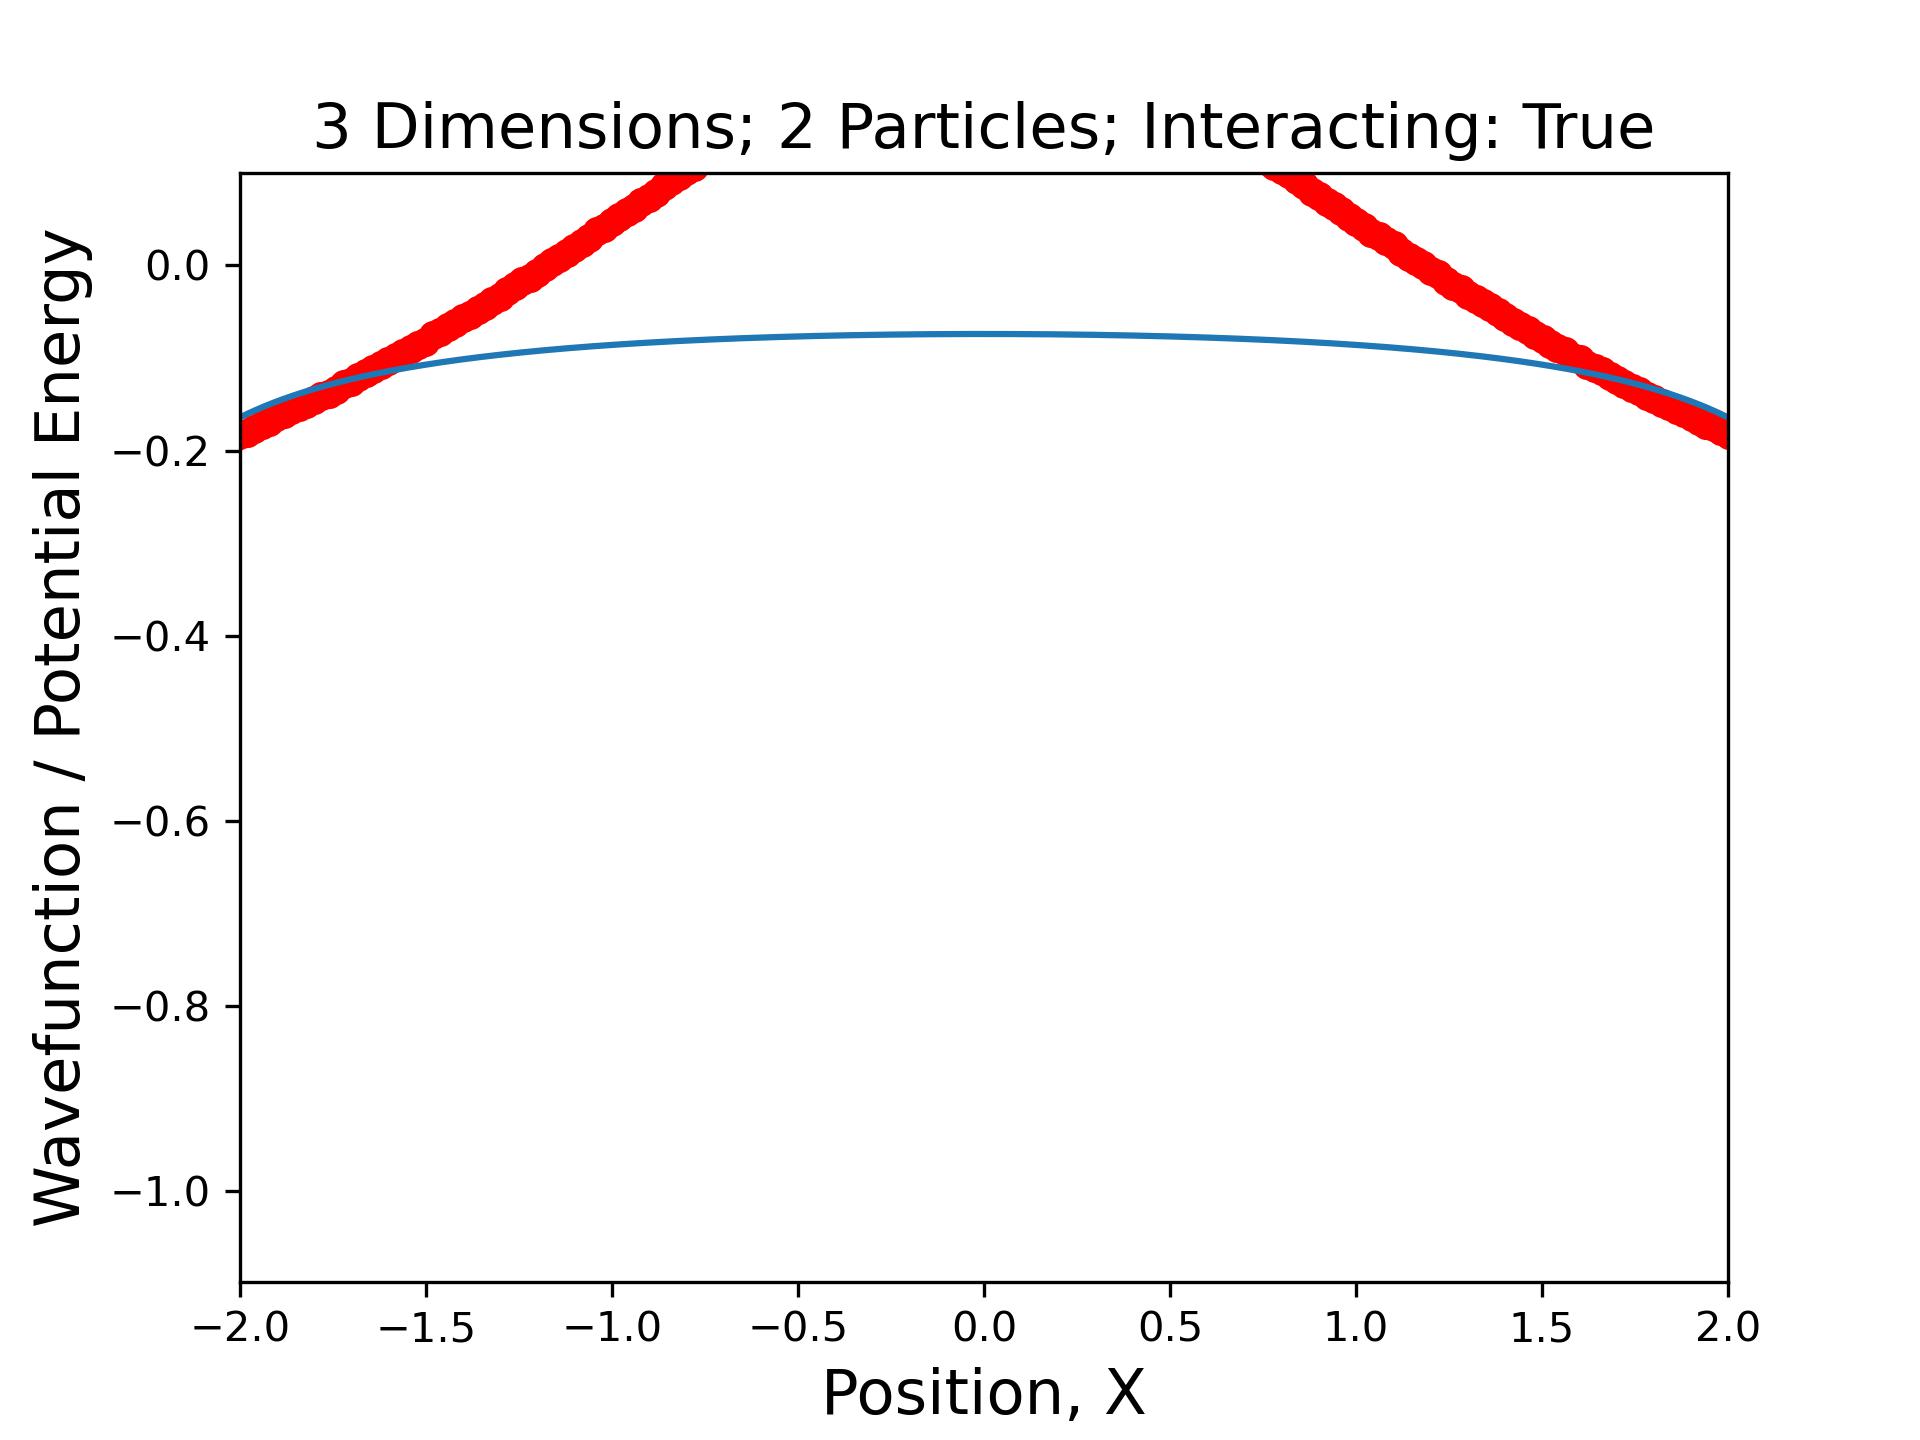 3 Dimensions; 2 Particles; Interacting: True
Wavefunction / Potential Energy
0.0
−0.2
−0.4
−0.6
−0.8
−1.0
−2.0 −1.5 −1.0 −0.5 0.0 0.5 1.0 1.5 2.0
Position, X